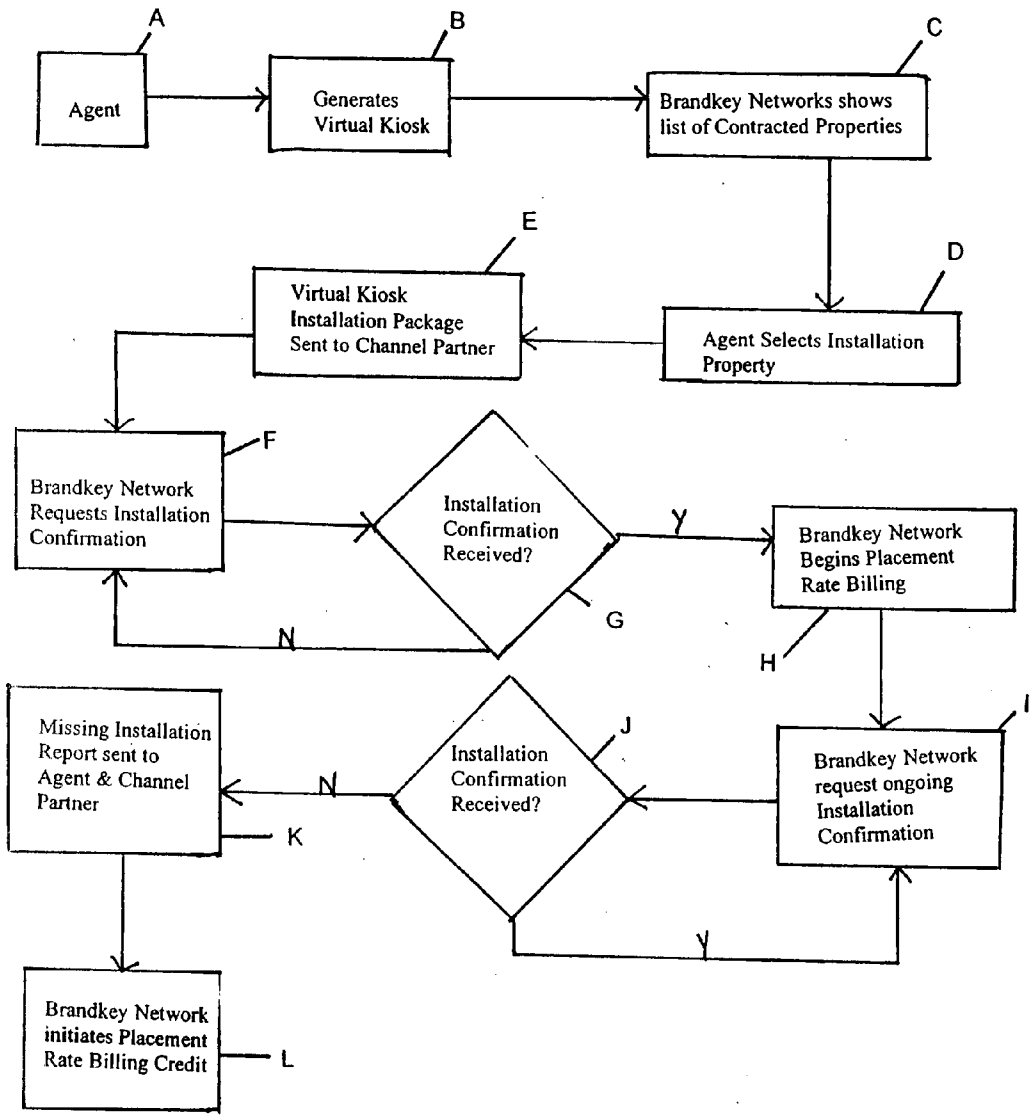 A
B
C
Agent
Generates
Virtual Kiosk
Brandkey Networks shows
list of Contracted Properties
E
D
Virtual Kiosk
Installation Package
Sent to Channel Partner
Agent Selects Installation
Property
F
Brandkey Network
Requests Installation
Confirmation
Installation
Confirmation
Received?
Y
Brandkey Network
Begins Placement
Rate Billing
G
N
H
I
Missing Installation
Report sent to
Agent & Channel
Partner
J
Installation
Confirmation
Received?
N
Brandkey Network
request ongoing
Installation
Confirmation
K
Y
Brandkey Network
initiates Placement
Rate Billing Credit
L